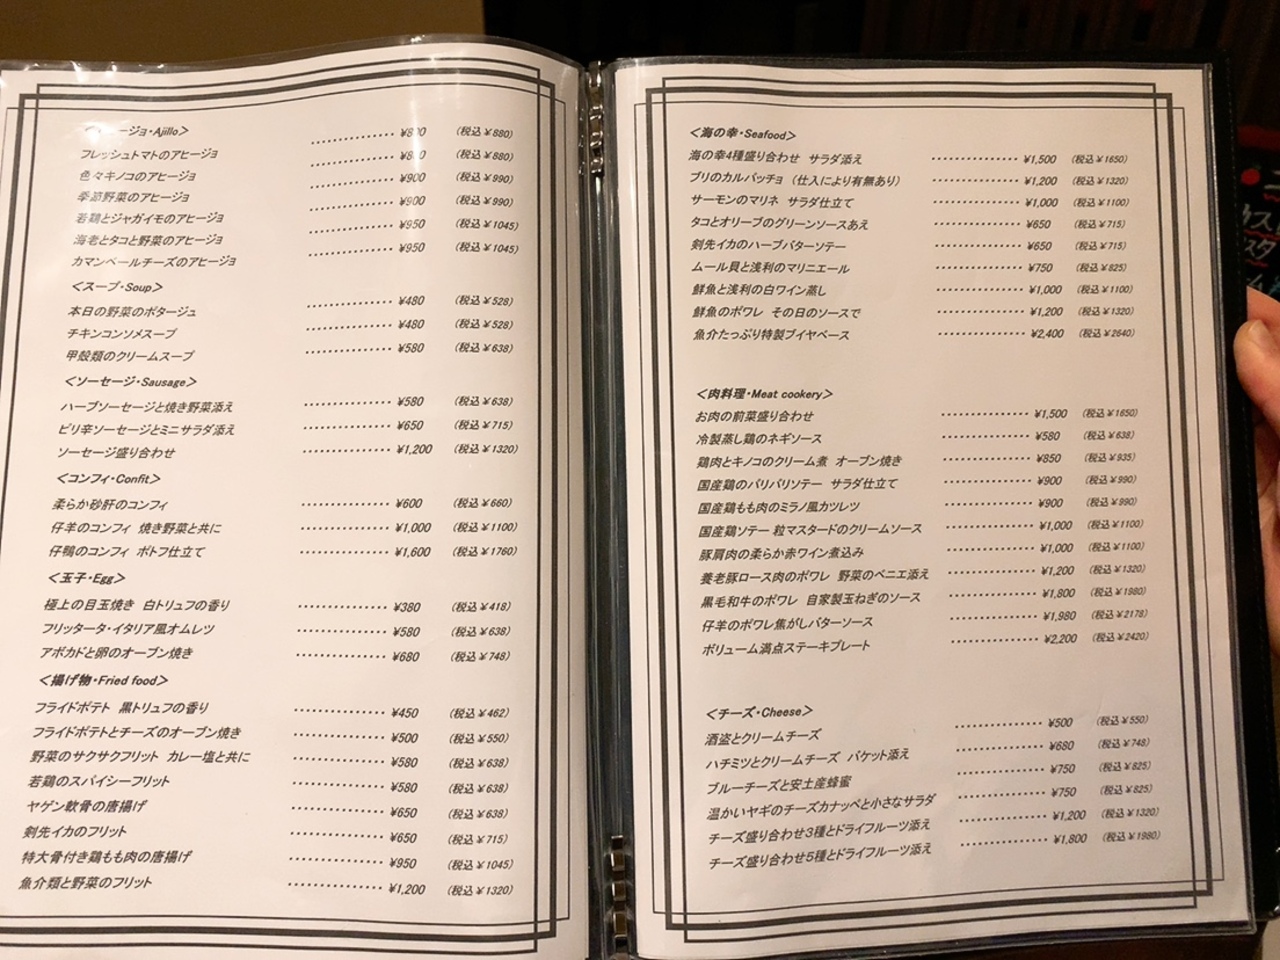 ージョ・Ajillo＞
フレッシュトマトのアヒージョ ・・・・・・・・・・・・・ (税込￥880)
色々キノコのアヒージョ ・・・・・・・・・・・・・ (税込￥880)
季節野菜のアヒージョ ・・・・・・・・・・・・・ ¥900 (税込￥990)
若鶏とジャガイモのアヒージョ ・・・・・・・・・・・・・ ¥900 (税込￥990)
海老とタコと野菜のアヒージョ ・・・・・・・・・・・・・ ¥950 (税込￥1045)
カマンベールチーズのアヒージョ ・・・・・・・・・・・・・ ¥950 (税込￥1045)
＜スープ・Soup＞
本日の野菜のポタージュ ・・・・・・・・・・・・・ ¥480 (税込￥528)
チキンコンソメスープ ・・・・・・・・・・・・・ ¥480 (税込￥528)
甲殻類のクリームスープ ・・・・・・・・・・・・・ ¥580 (税込￥638)
＜ソーセージ・Sausage＞
ハーブソーセージと焼き野菜添え ・・・・・・・・・・・・・ ¥580 (税込￥638)
ピリ辛ソーセージとミニサラダ添え ・・・・・・・・・・・・・ ¥650 (税込￥715)
ソーセージ盛り合わせ ・・・・・・・・・・・・・ ¥1,200 (税込￥1320)
＜コンフィ・Confit＞
柔らか砂肝のコンフィ ・・・・・・・・・・・・・ ¥600 (税込￥660)
仔羊のコンフィ 焼き野菜と共に ・・・・・・・・・・・・・ ¥1,000 (税込￥1100)
仔鴨のコンフィ ポトフ仕立て ・・・・・・・・・・・・・ ¥1,600 (税込￥1760)
＜玉子・Egg＞
極上の目玉焼き 白トリュフの香り ・・・・・・・・・・・・・ ¥380 (税込￥418)
フリッタータ・イタリア風オムレツ ・・・・・・・・・・・・・ ¥580 (税込￥638)
アボカドと卵のオーブン焼き ・・・・・・・・・・・・・ ¥680 (税込￥748)
＜揚げ物・Fried food＞
フライドポテト 黒トリュフの香り ・・・・・・・・・・・・・ ¥450 (税込￥462)
フライドポテトとチーズのオーブン焼き ・・・・・・・・・・・・・ ¥500 (税込￥550)
野菜のサクサクフリット カレー塩と共に ・・・・・・・・・・・・・ ¥580 (税込￥638)
若鶏のスパイシーフリット ・・・・・・・・・・・・・ ¥580 (税込￥638)
ヤゲン軟骨の唐揚げ ・・・・・・・・・・・・・ ¥650 (税込￥638)
剣先イカのフリット ・・・・・・・・・・・・・ ¥650 (税込￥715)
特大骨付き鶏もも肉の唐揚げ ・・・・・・・・・・・・・ ¥950 (税込￥1045)
魚介類と野菜のフリット ・・・・・・・・・・・・・ ¥1,200 (税込￥1320)
＜海の幸・Seafood＞
海の幸4種盛り合わせ サラダ添え ・・・・・・・・・・・・・ ¥1,500 (税込￥1650)
ブリのカルパッチョ （仕入により有無あり） ・・・・・・・・・・・・・ ¥1,200 (税込￥1320)
サーモンのマリネ サラダ仕立て ・・・・・・・・・・・・・ ¥1,000 (税込￥1100)
タコとオリーブのグリーンソースあえ ・・・・・・・・・・・・・ ¥650 (税込￥715)
剣先イカのハーブバターソテー ・・・・・・・・・・・・・ ¥650 (税込￥715)
ムール貝と浅利のマリニエール ・・・・・・・・・・・・・ ¥750 (税込￥825)
鮮魚と浅利の白ワイン蒸し ・・・・・・・・・・・・・ ¥1,000 (税込￥1100)
鮮魚のポワレ その日のソースで ・・・・・・・・・・・・・ ¥1,200 (税込￥1320)
魚介たっぷり特製ブイヤベース ・・・・・・・・・・・・・ ¥2,400 (税込￥2640)
＜肉料理・Meat cookery＞
お肉の前菜盛り合わせ ・・・・・・・・・・・・・ ¥1,500 (税込￥1650)
冷製蒸し鶏のネギソース ・・・・・・・・・・・・・ ¥580 (税込￥638)
鶏肉とキノコのクリーム煮 オーブン焼き ・・・・・・・・・・・・・ ¥850 (税込￥935)
国産鶏のパリパリソテー サラダ仕立て ・・・・・・・・・・・・・ ¥900 (税込￥990)
国産鶏もも肉のミラノ風カツレツ ・・・・・・・・・・・・・ ¥900 (税込￥990)
国産鶏ソテー 粒マスタードのクリームソース ・・・・・・・・・・・・・ ¥1,000 (税込￥1100)
豚肩肉の柔らか赤ワイン煮込み ・・・・・・・・・・・・・ ¥1,000 (税込￥1100)
養老豚ロース肉のポワレ 野菜のベニエ添え ・・・・・・・・・・・・・ ¥1,200 (税込￥1320)
黒毛和牛のポワレ 自家製玉ねぎのソース ・・・・・・・・・・・・・ ¥1,800 (税込￥1980)
仔羊のポワレ焦がしバターソース ・・・・・・・・・・・・・ ¥1,980 (税込￥2178)
ボリューム満点ステーキプレート ・・・・・・・・・・・・・ ¥2,200 (税込￥2420)
＜チーズ・Cheese＞
酒盗とクリームチーズ ・・・・・・・・・・・・・ ¥500 (税込￥550)
ハチミツとクリームチーズ バケット添え ・・・・・・・・・・・・・ ¥680 (税込￥748)
ブルーチーズと安土産蜂蜜 ・・・・・・・・・・・・・ ¥750 (税込￥825)
温かいヤギのチーズカナッペと小さなサラダ ・・・・・・・・・・・・・ ¥750 (税込￥825)
チーズ盛り合わせ3種とドライフルーツ添え ・・・・・・・・・・・・・ ¥1,200 (税込￥1320)
チーズ盛り合わせ5種とドライフルーツ添え ・・・・・・・・・・・・・ ¥1,800 (税込￥1980)